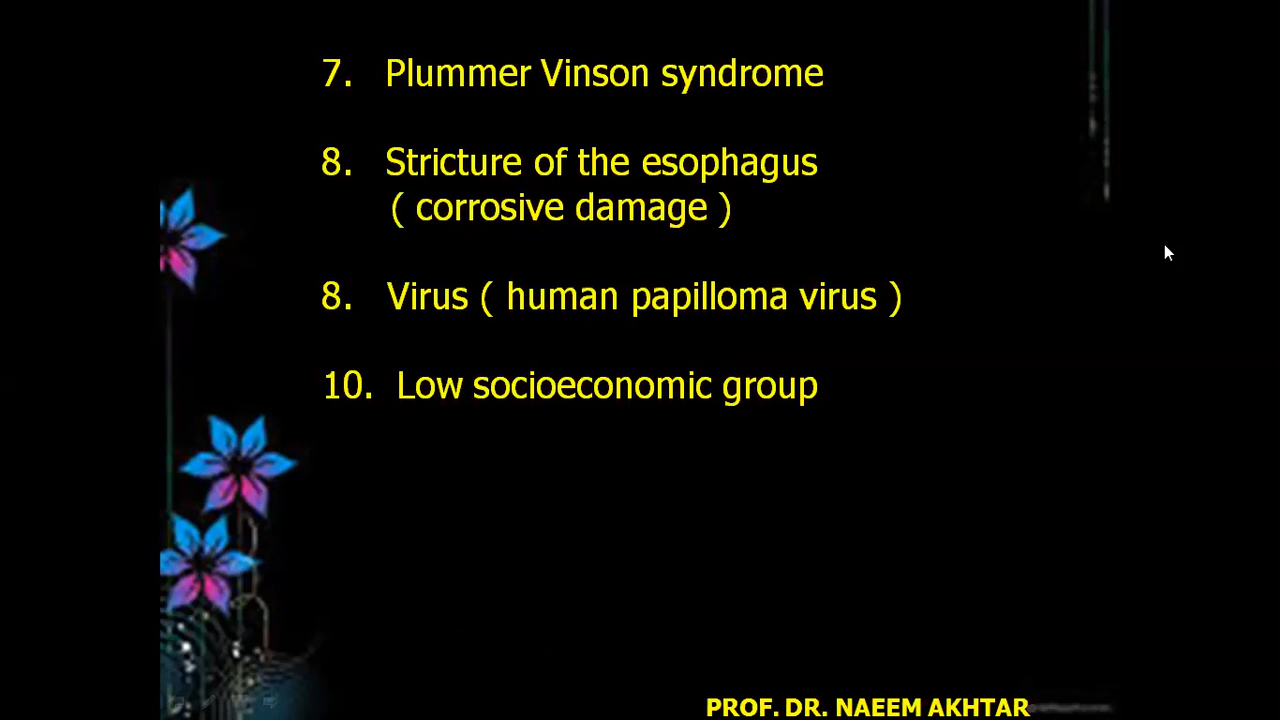 7. Plummer Vinson syndrome
8. Stricture of the esophagus
( corrosive damage )
8. Virus ( human papilloma virus )
10. Low socioeconomic group
PROF. DR. NAEEM AKHTAR